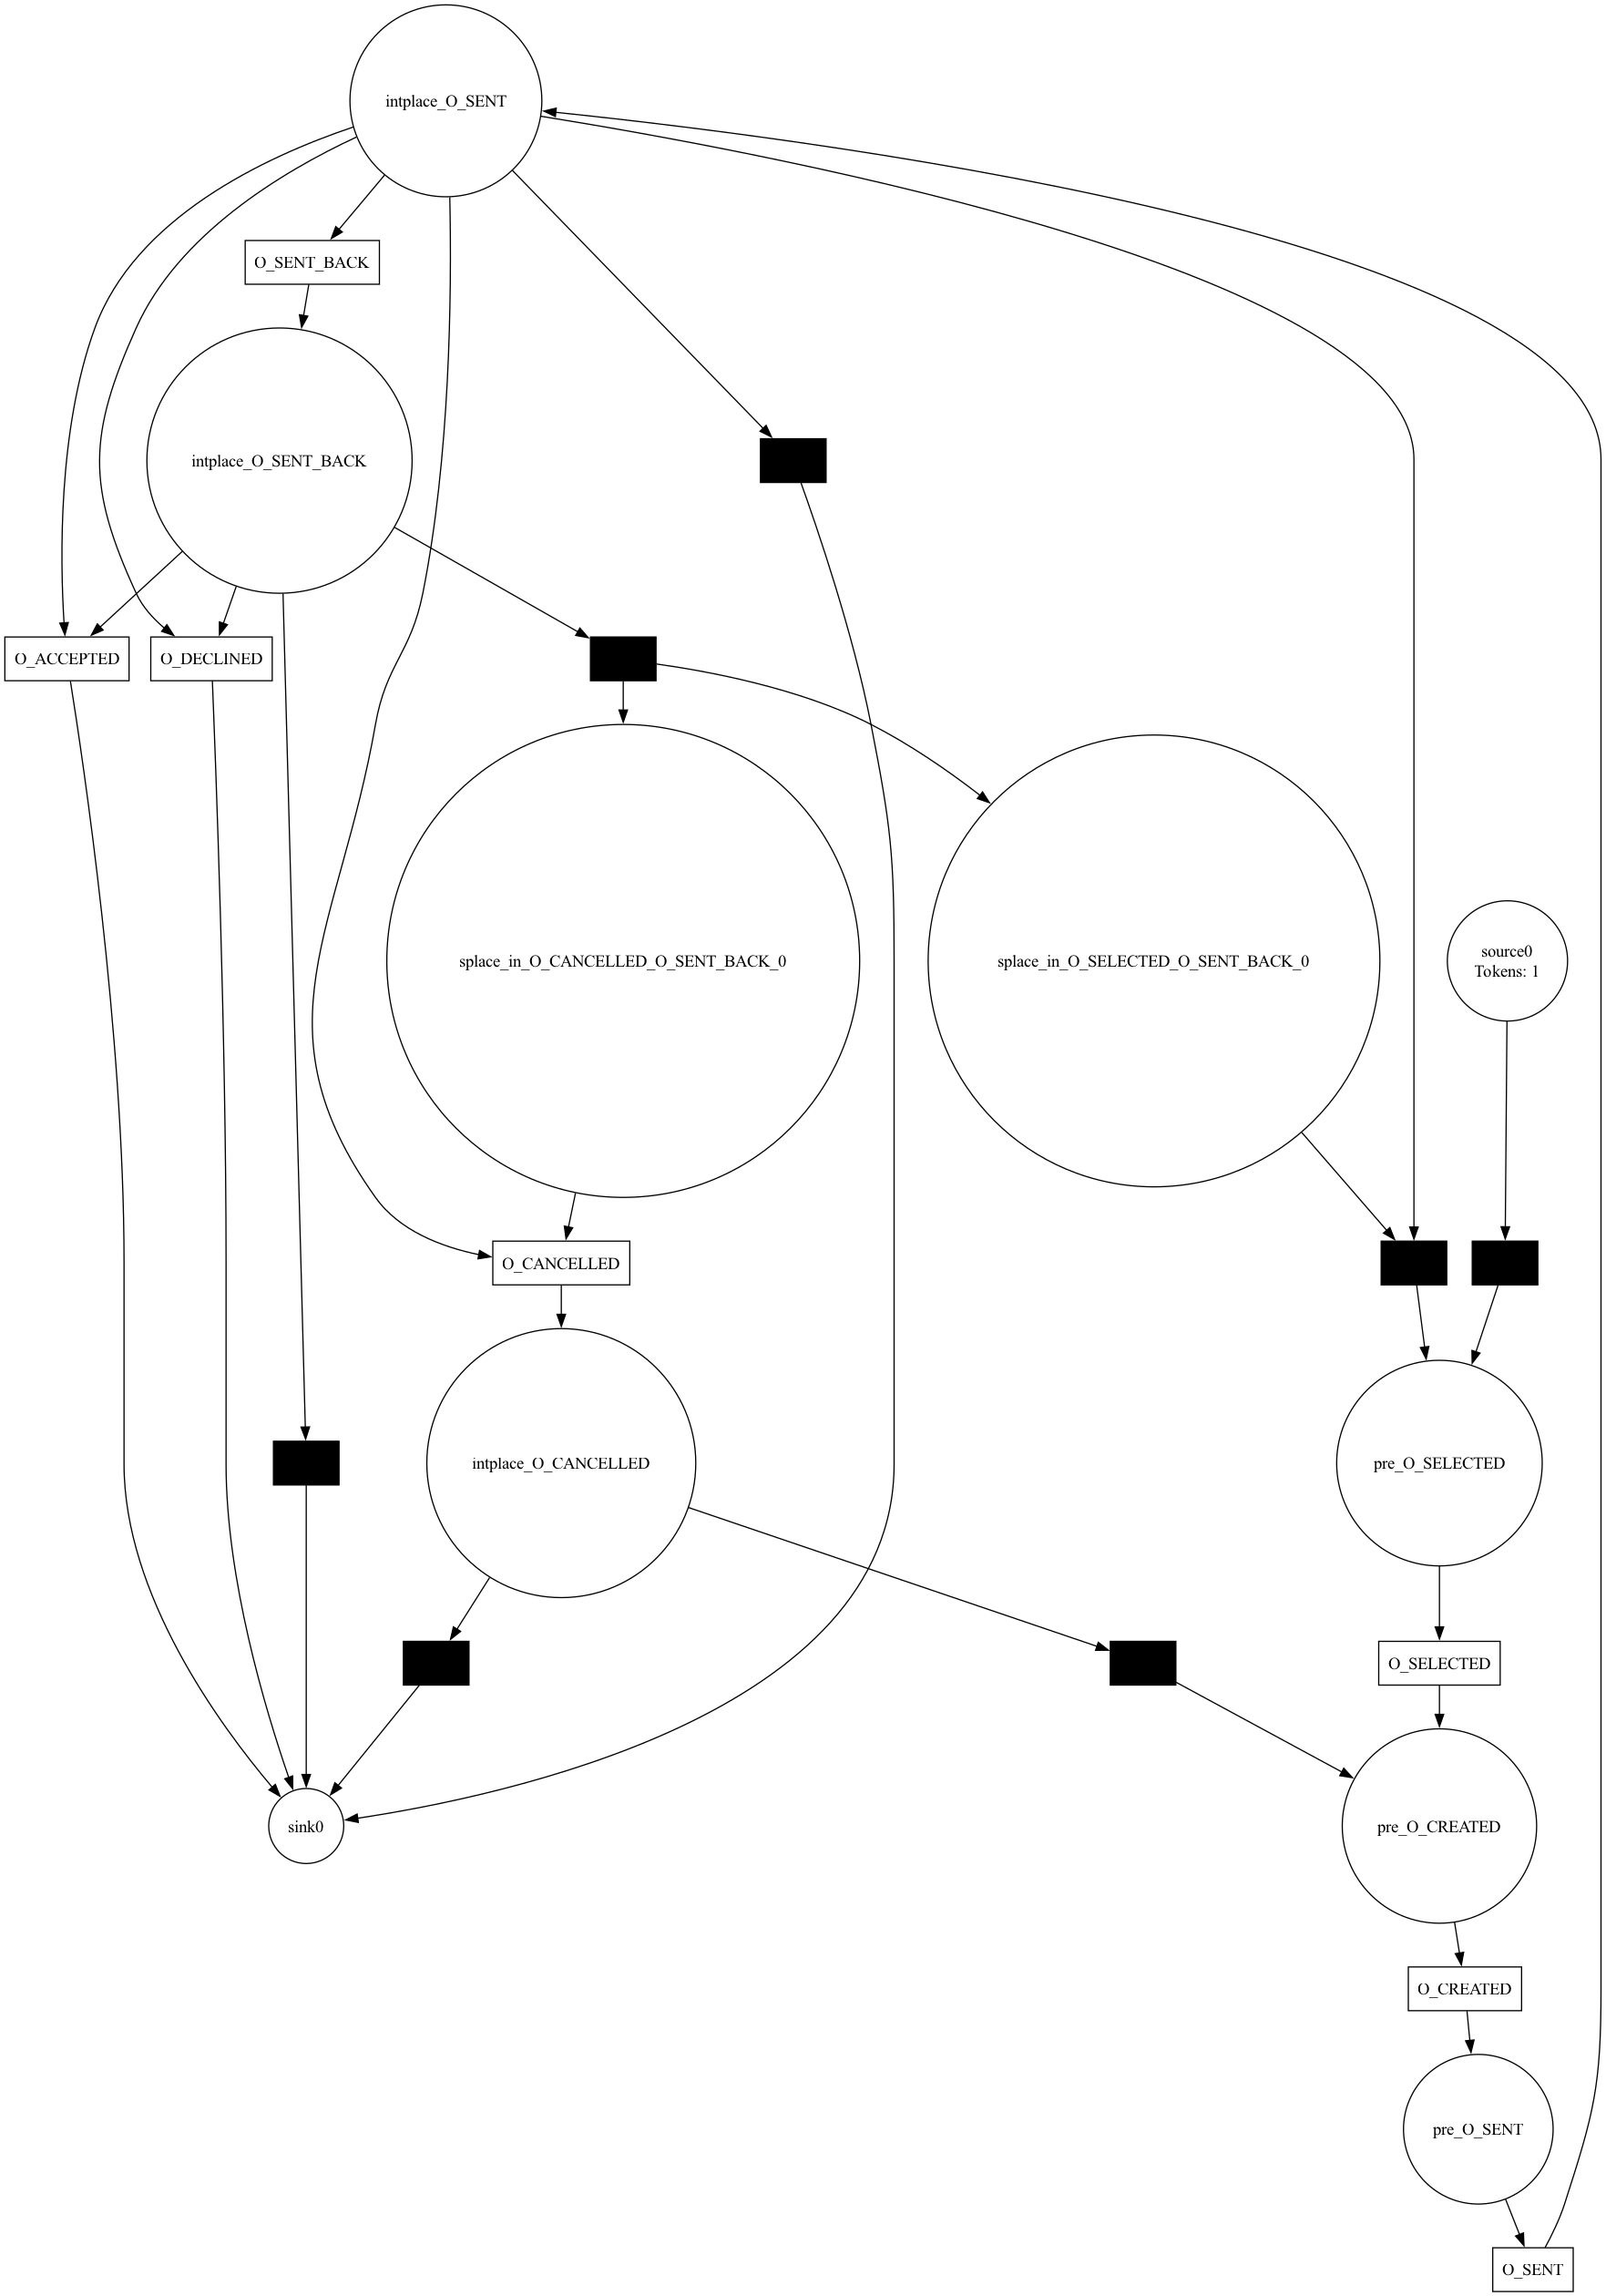 intplace_O_SENT
O_SENT_BACK
intplace_O_SENT_BACK
O_ACCEPTED
O_DECLINED
splace_in_O_CANCELLED_O_SENT_BACK_0
splace_in_O_SELECTED_O_SENT_BACK_0
source0
Tokens: 1
O_CANCELLED
intplace_O_CANCELLED
pre_O_SELECTED
O_SELECTED
sink0
pre_O_CREATED
O_CREATED
pre_O_SENT
O_SENT